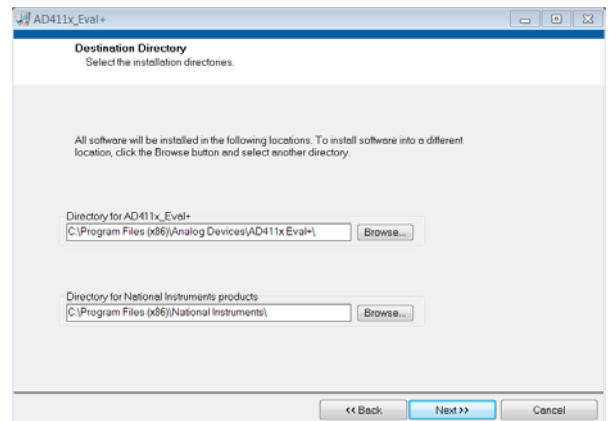 AD411x_Eval+
Destination Directory
Select the installation directories.
All software will be installed in the following locations. To install software into a different
location, click the Browse button and select another directory.
Directory for AD411x_Eval+
C:\Program Files (x86)\Analog Devices\AD411x Eval+\
Browse...
Directory for National Instruments products
C:\Program Files (x86)\National Instruments\
Browse...
<< Back
Next >>
Cancel